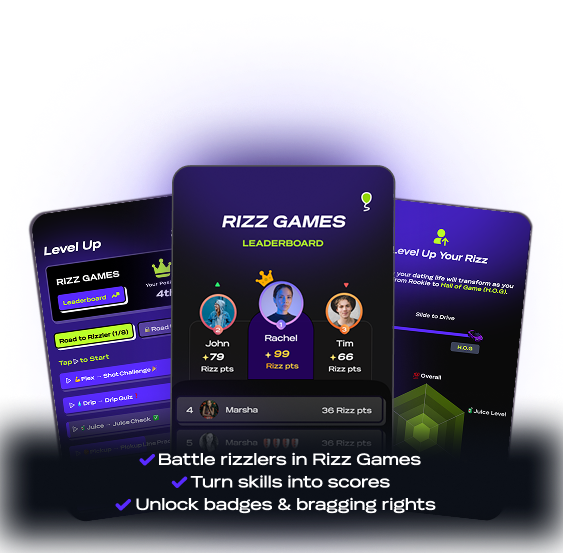 Level Up
RIZZ GAMES
Leaderboard
Your Posi
4th
Road to Rizzler (1/9)
Road
Tap to Start
Flex → Shot Challenge
Drip → Drip Quiz
Juice → Juice Check
RIZZ GAMES
LEADERBOARD
2
1
3
John
Rachel
Tim
79
99
66
Rizz pts
Rizz pts
Rizz pts
4 Marsha 36 Rizz pts
5
Level Up Your Rizz
your dating life will transform as you
from Rookie to Hall of Game (H.O.G).
Slide to Drive
H.O.G
Overall
Juice Level
Battle rizzlers in Rizz Games
Turn skills into scores
Unlock badges & bragging rights